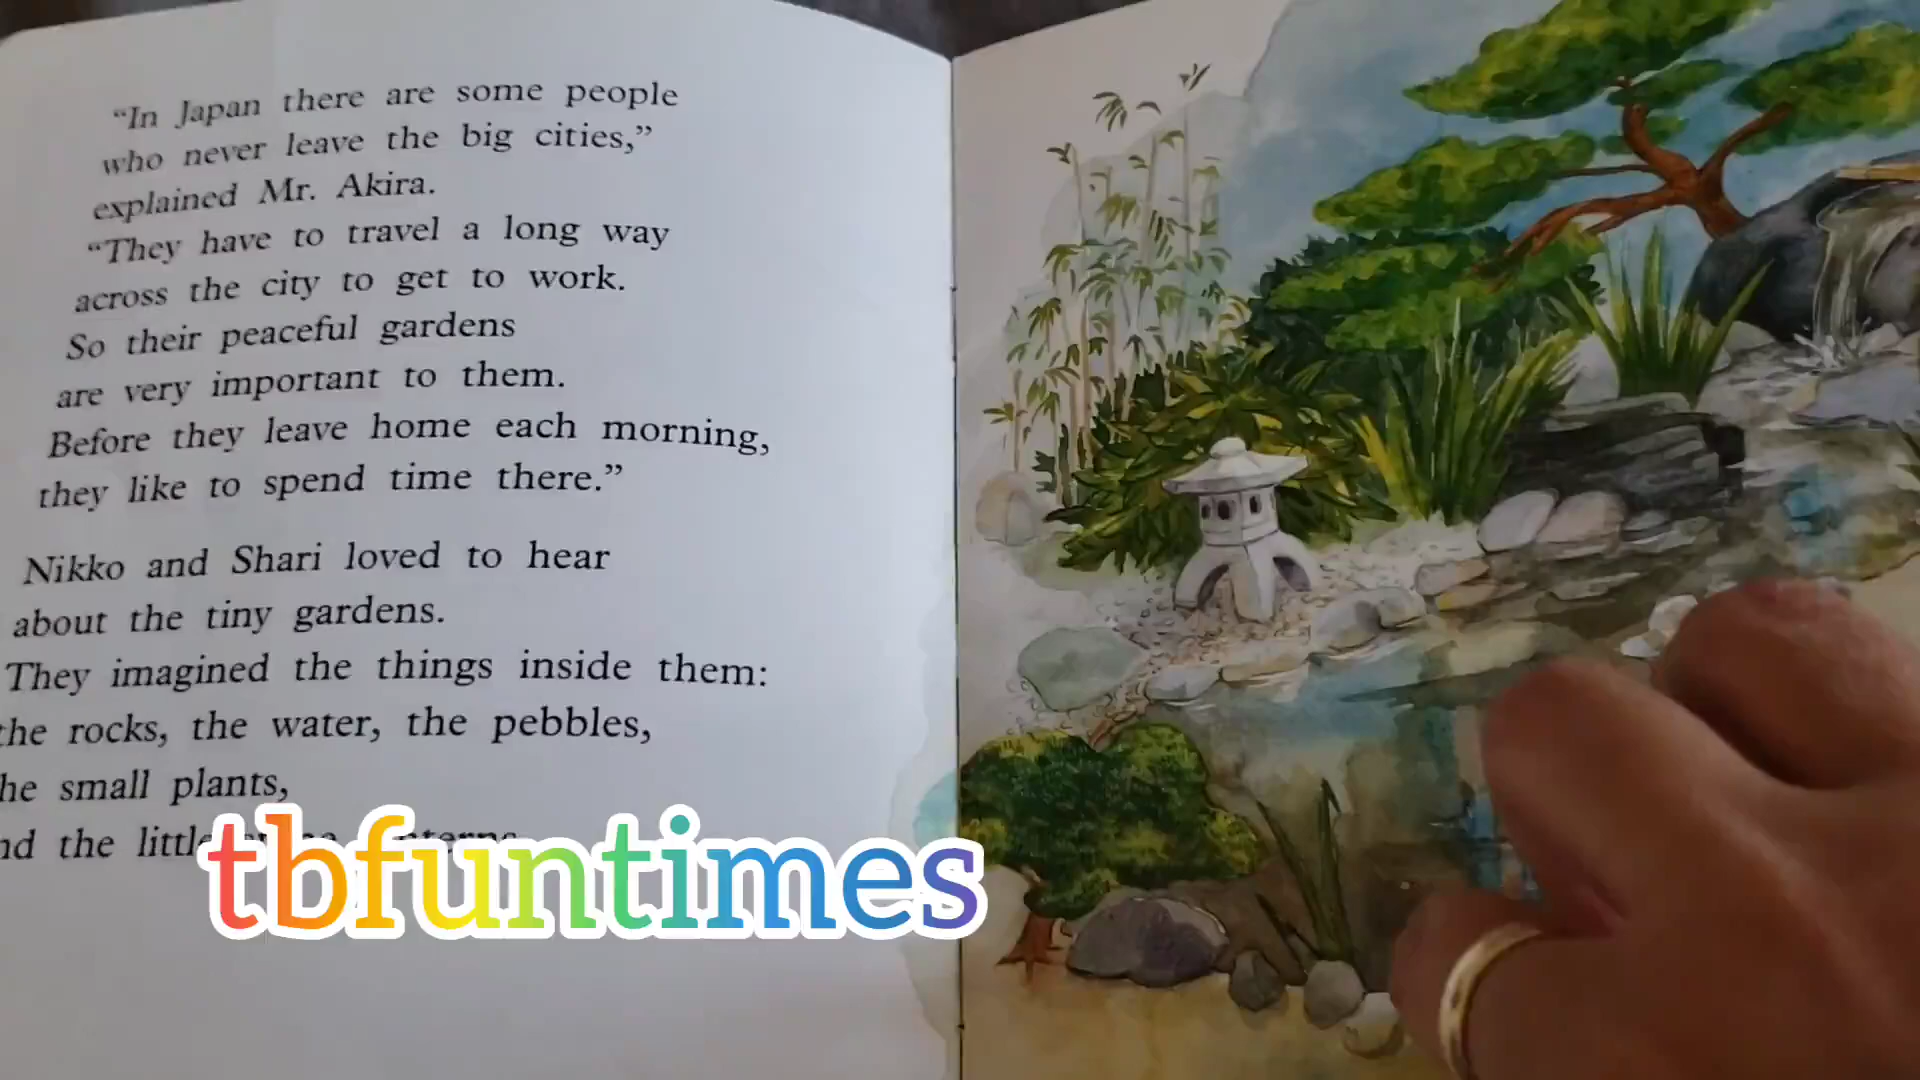 “In Japan there are some people
who never leave the big cities,”
explained Mr. Akira.
“They have to travel a long way
across the city to get to work.
So their peaceful gardens
are very important to them.
Before they leave home each morning,
they like to spend time there.”
Nikko and Shari loved to hear
about the tiny gardens.
They imagined the things inside them:
the rocks, the water, the pebbles,
he small plants,
nd the little
tbfuntimes